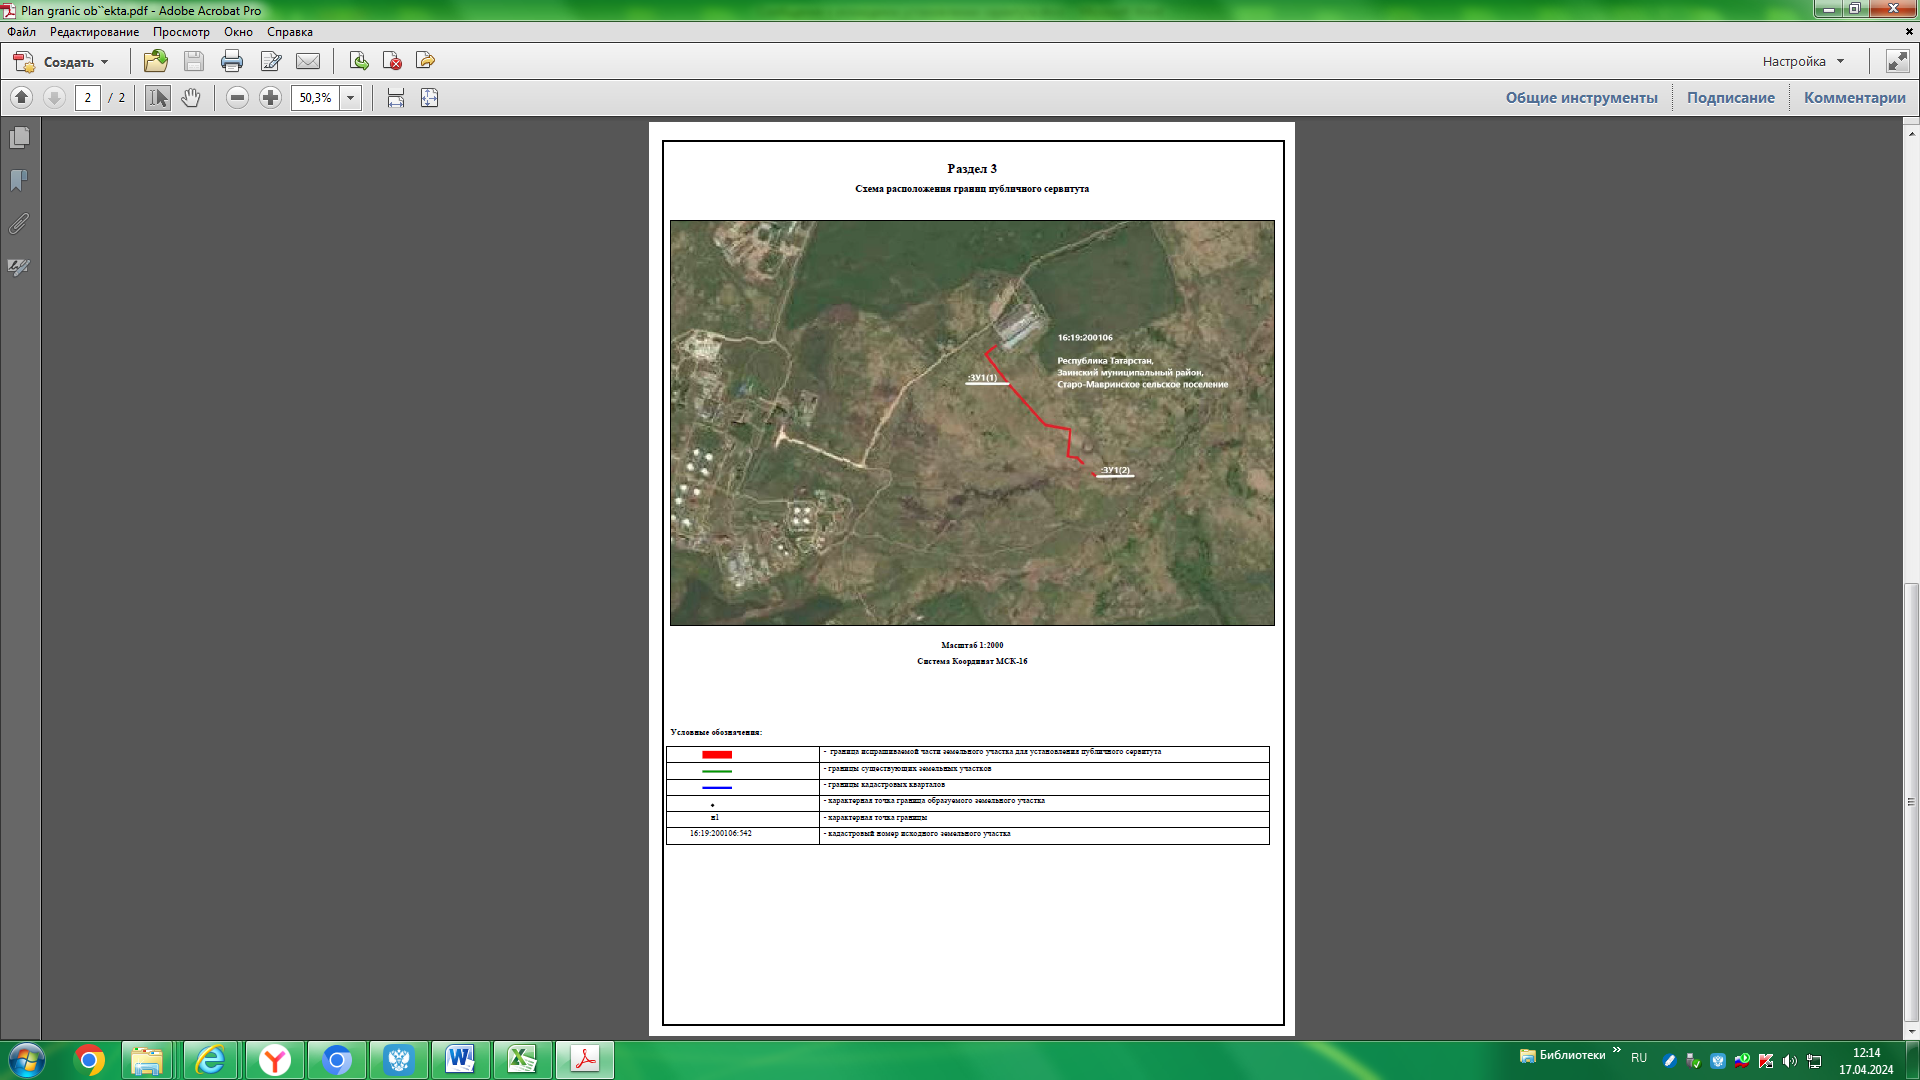 Plan granic ob``ekta.pdf - Adobe Acrobat Pro
Файл Редактирование Просмотр Окно Справка
Создать
Настройка
2 / 2
50,3%
Общие инструменты Подписание Комментарии
Раздел 3
Схема расположения границ публичного сервитута
16:19:200106
Республика Татарстан,
Заинский муниципальный район,
Старо-Мавринское сельское поселение
:ЗУ1(1)
:ЗУ1(2)
Масштаб 1:2000
Система Координат МСК-16
Условные обозначения:
- граница испрашиваемой части земельного участка для установления публичного сервитута
- границы существующих земельных участков
- границы кадастровых кварталов
- характерная точка граница образуемого земельного участка
н1 - характерная точка границы
16:19:200106:542 - кадастровый номер исходного земельного участка
Библиотеки
RU
12:14
17.04.2024